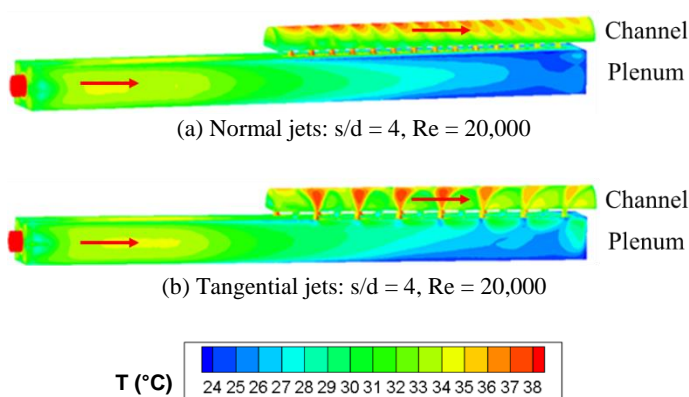 Channel
Plenum
(a) Normal jets: s/d = 4, Re = 20,000
Channel
Plenum
(b) Tangential jets: s/d = 4, Re = 20,000
T (°C) 24 25 26 27 28 29 30 31 32 33 34 35 36 37 38